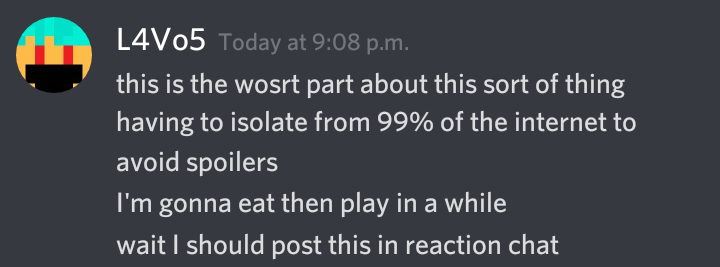 L4Vo5 Today at 9:08 p.m.
this is the wosrt part about this sort of thing
having to isolate from 99% of the internet to
avoid spoilers
I'm gonna eat then play in a while
wait I should post this in reaction chat